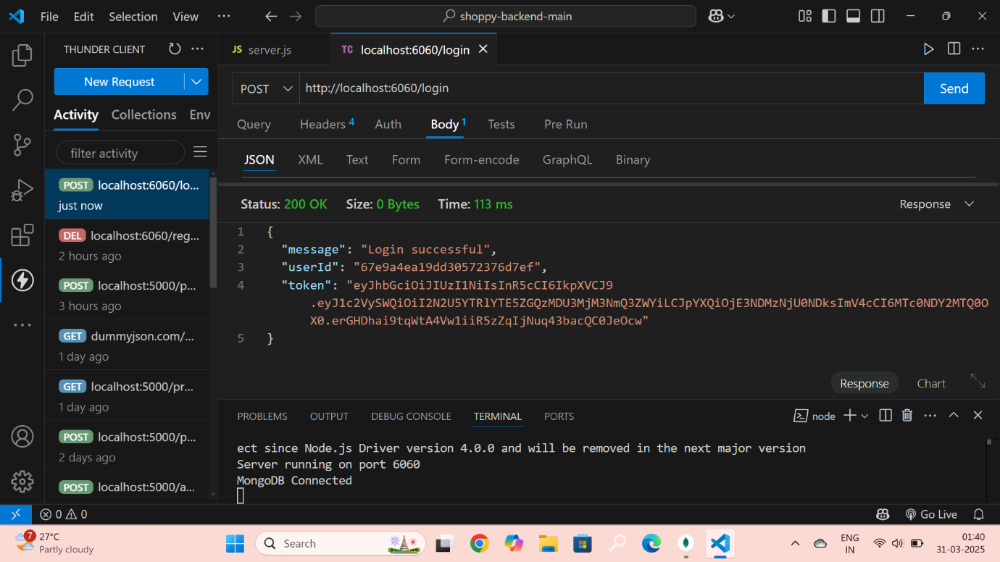 File Edit Selection View ··· shoppy-backend-main
THUNDER CLIENT ···
New Request
Activity Collections Env
filter activity
POST localhost:6060/lo...
just now
DEL localhost:6060/reg...
2 hours ago
POST localhost:5000/p...
3 hours ago
GET dummyjson.com/...
1 day ago
GET localhost:5000/pr...
1 day ago
POST localhost:5000/p...
2 days ago
POST localhost:5000/a...
JS server.js TC localhost:6060/login
POST http://localhost:6060/login Send
Query Headers 4 Auth Body 1 Tests Pre Run
JSON XML Text Form Form-encode GraphQL Binary
Status: 200 OK Size: 0 Bytes Time: 113 ms Response
1 {
2 "message": "Login successful",
3 "userId": "67e9a4ea19dd30572376d7ef",
4 "token": "eyJhbGciOiJIUzI1NiIsInR5cCI6IkpXVCJ9
.eyJ1c2VySWQiOiI2N2U5YTRlYTE5ZGQzMDU3MjM3NmQ3ZWYiLCJpYXQiOjE3NDMzNjU0NDksImV4cCI6MTc0NDY2MTQ0O
X0.erGHDhai9tqWtA4Vw1iiR5zZqIjNuq43bacQC0JeOcw"
5 }
Response Chart
PROBLEMS OUTPUT DEBUG CONSOLE TERMINAL PORTS node
ect since Node.js Driver version 4.0.0 and will be removed in the next major version
Server running on port 6060
MongoDB Connected
0 0 Go Live
7 27°C
Partly cloudy
Search
ENG
IN
01:40
31-03-2025